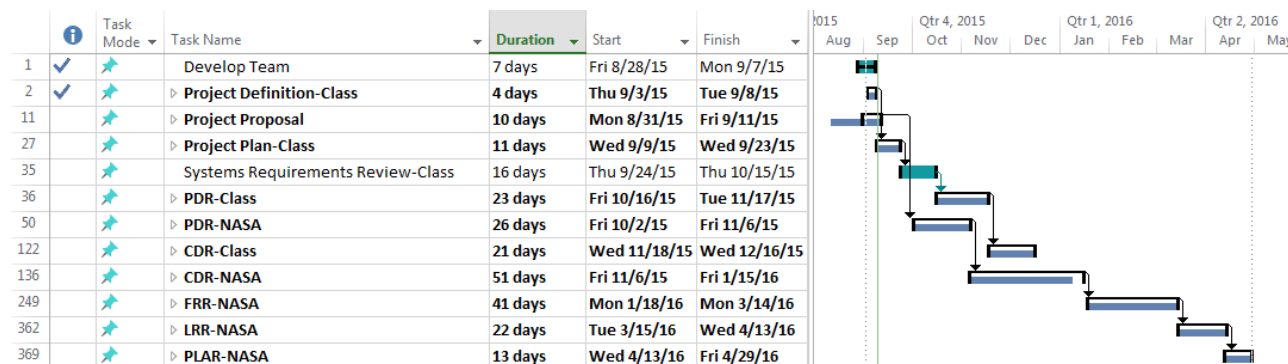 2015 Qtr 4, 2015 Qtr 1, 2016 Qtr 2, 2016
Task Mode Task Name Duration Start Finish Aug Sep Oct Nov Dec Jan Feb Mar Apr May
1 Develop Team 7 days Fri 8/28/15 Mon 9/7/15
2 Project Definition-Class 4 days Thu 9/3/15 Tue 9/8/15
11 Project Proposal 10 days Mon 8/31/15 Fri 9/11/15
27 Project Plan-Class 11 days Wed 9/9/15 Wed 9/23/15
35 Systems Requirements Review-Class 16 days Thu 9/24/15 Thu 10/15/15
36 PDR-Class 23 days Fri 10/16/15 Tue 11/17/15
50 PDR-NASA 26 days Fri 10/2/15 Fri 11/6/15
122 CDR-Class 21 days Wed 11/18/15 Wed 12/16/15
136 CDR-NASA 51 days Fri 11/6/15 Fri 1/15/16
249 FRR-NASA 41 days Mon 1/18/16 Mon 3/14/16
362 LRR-NASA 22 days Tue 3/15/16 Wed 4/13/16
369 PLAR-NASA 13 days Wed 4/13/16 Fri 4/29/16